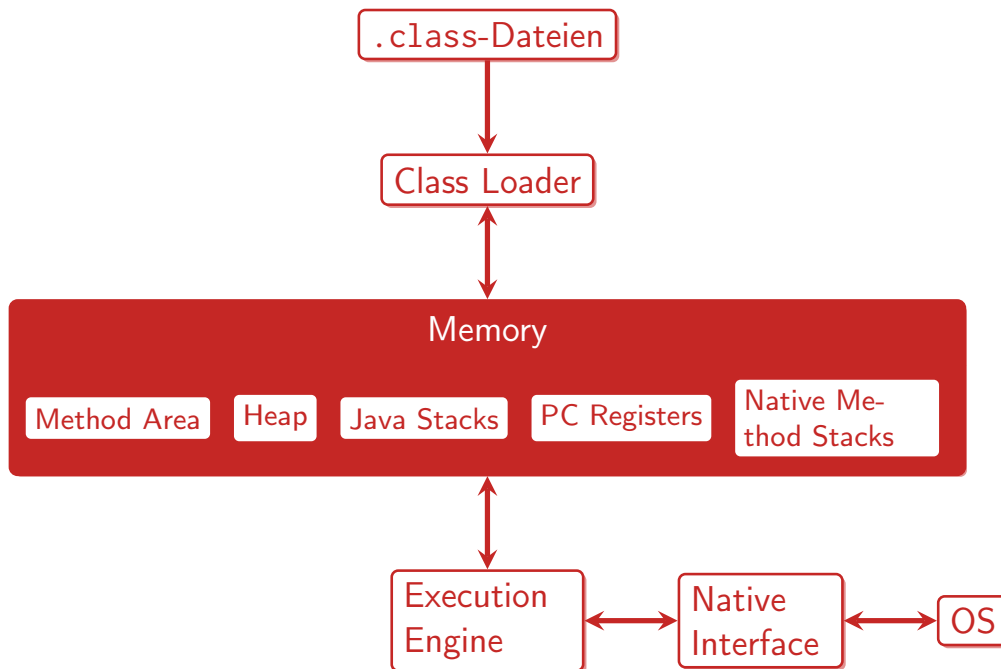 .class-Dateien
Class Loader
Memory
Method Area
Heap
Java Stacks
PC Registers
Native Me-
thod Stacks
Execution
Engine
Native
Interface
OS